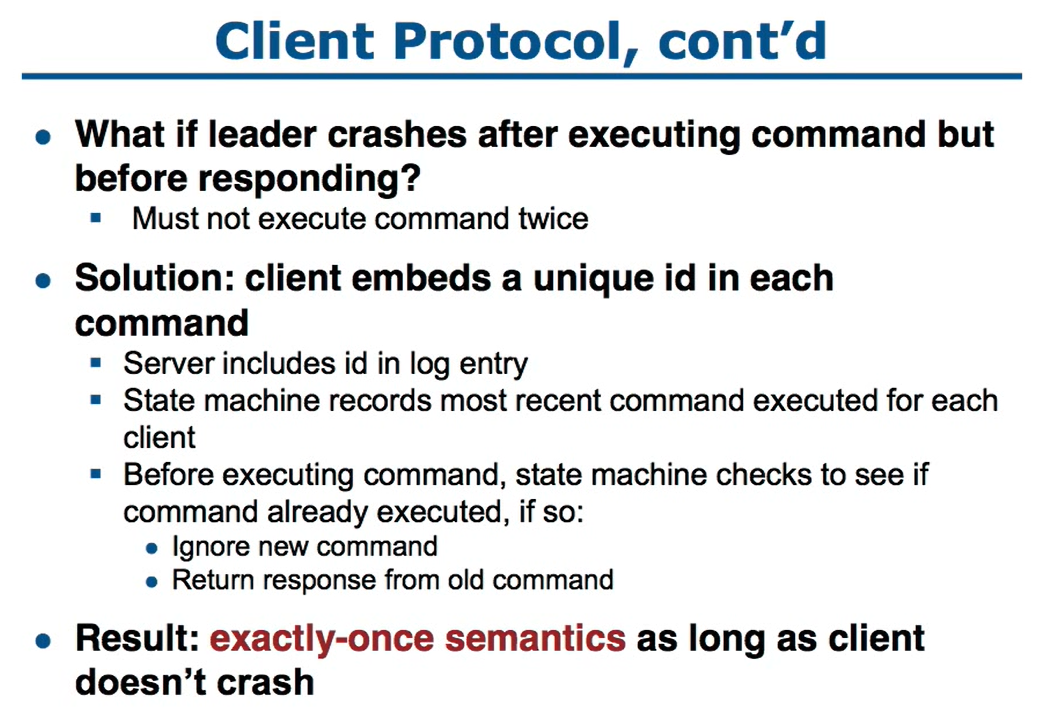 Client Protocol, cont’d
● What if leader crashes after executing command but
before responding?
▪ Must not execute command twice
● Solution: client embeds a unique id in each
command
▪ Server includes id in log entry
▪ State machine records most recent command executed for each
client
▪ Before executing command, state machine checks to see if
command already executed, if so:
● Ignore new command
● Return response from old command
● Result: exactly-once semantics as long as client
doesn’t crash